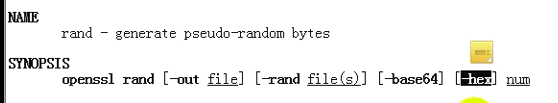 NAME
rand - generate pseudo-random bytes
SYNOPSIS
openssl rand [-out file] [-rand file(s)] [-base64] [-hex] num